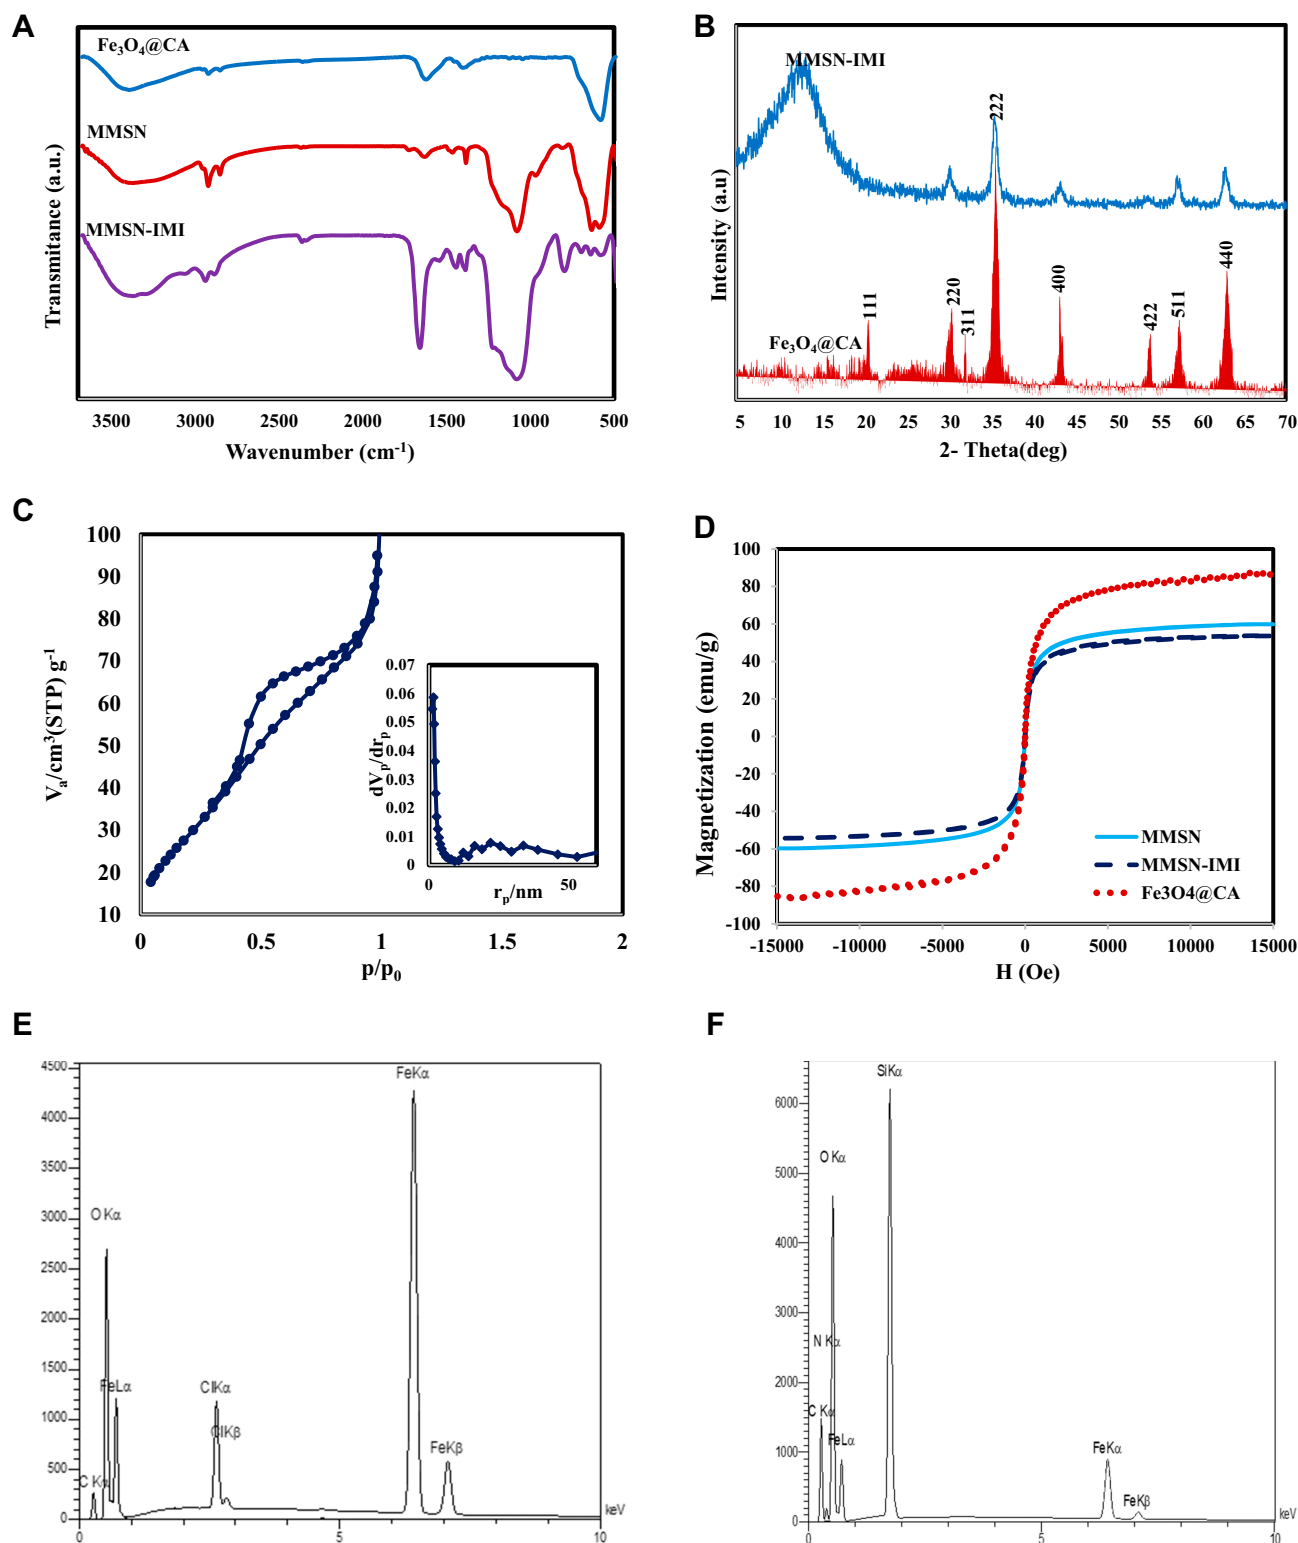 A
Fe₃O₄@CA
MMSN
MMSN-IMI
Transmitance (a.u.)
3500 3000 2500 2000 1500 1000 500
Wavenumber (cm⁻¹)
B
MMSN-IMI
222
111
220
311
400
422
511
440
Fe₃O₄@CA
Intensity (a.u)
5 10 15 20 25 30 35 40 45 50 55 60 65 70
2- Theta(deg)
C
100
90
80
70
60
50
40
30
20
10
Vₐ/cm³(STP) g⁻¹
0 0.5 1 1.5 2
p/p₀
0.07
0.06
0.05
0.04
0.03
0.02
0.01
0
dVₚ/drₚ
0 50
rₚ/nm
D
100
80
60
40
20
0
-20
-40
-60
-80
-100
Magnetization (emu/g)
MMSN
MMSN-IMI
Fe3O4@CA
-15000 -10000 -5000 0 5000 10000 15000
H (Oe)
E
4500
4000
3500
3000
2500
2000
1500
1000
500
0
FeKα
O Kα
FeLα
ClKα
ClKβ
FeKβ
C Kα
keV
0 5 10
F
6000
5000
4000
3000
2000
1000
0
SiKα
O Kα
N Kα
C Kα
FeLα
FeKα
FeKβ
keV
0 5 10